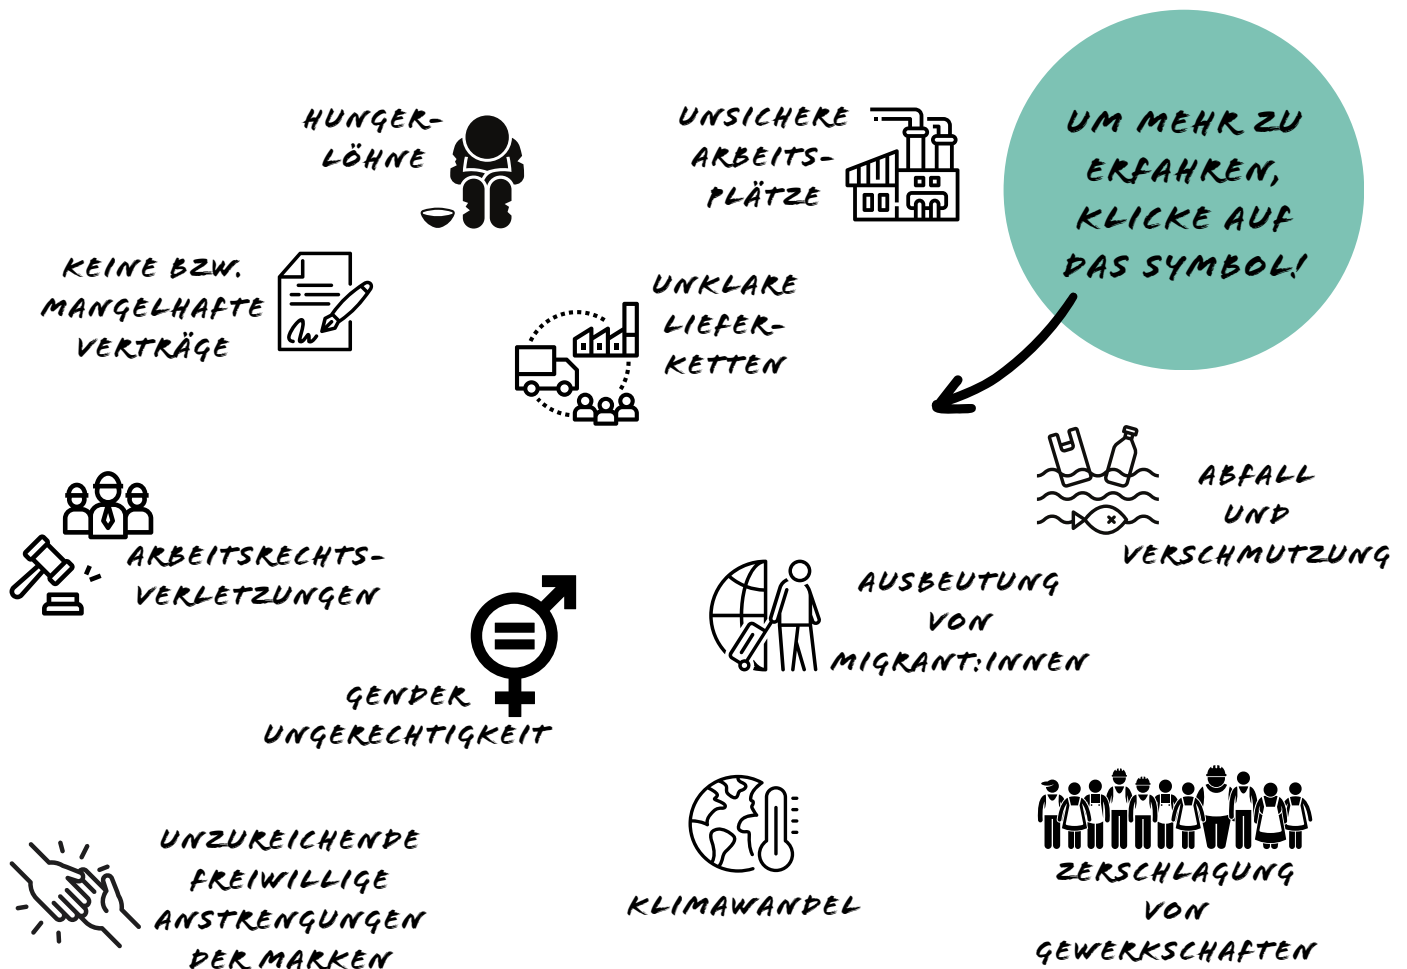 HUNGER-
LÖHNE
UNSICHERE
ARBEITS-
PLÄTZE
UM MEHR ZU
ERFAHREN,
KLICKE AUF
DAS SYMBOL!
KEINE BZW.
MANGELHAFTE
VERTRÄGE
UNKLARE
LIEFER-
KETTEN
ABFALL
UND
VERSCHMUTZUNG
ARBEITSRECHTS-
VERLETZUNGEN
AUSBEUTUNG
VON
MIGRANT:INNEN
GENDER
UNGERECHTIGKEIT
UNZUREICHENDE
FREIWILLIGE
ANSTRENGUNGEN
DER MARKEN
KLIMAWANDEL
ZERSCHLAGUNG
VON
GEWERKSCHAFTEN